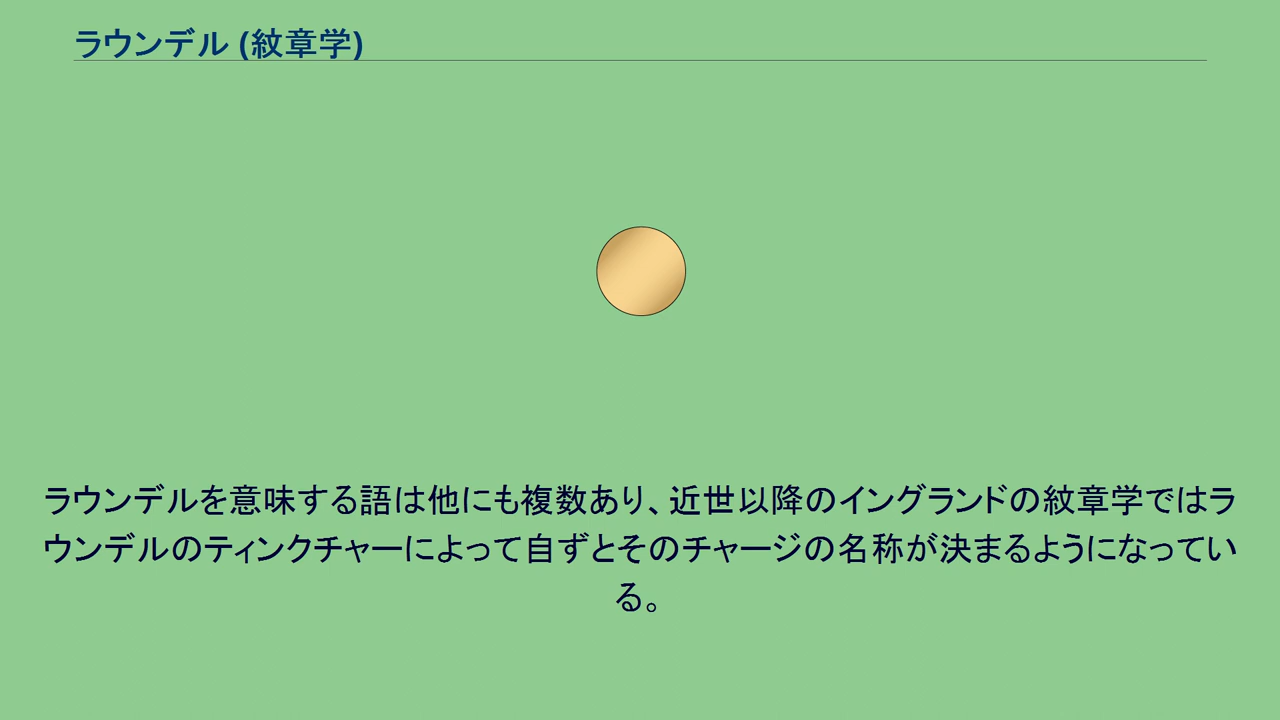 ラウンデル (紋章学)
ラウンデルを意味する語は他にも複数あり、近世以降のイングランドの紋章学ではラ
ウンデルのティンクチャーによって自ずとそのチャージの名称が決まるようになってい
る。